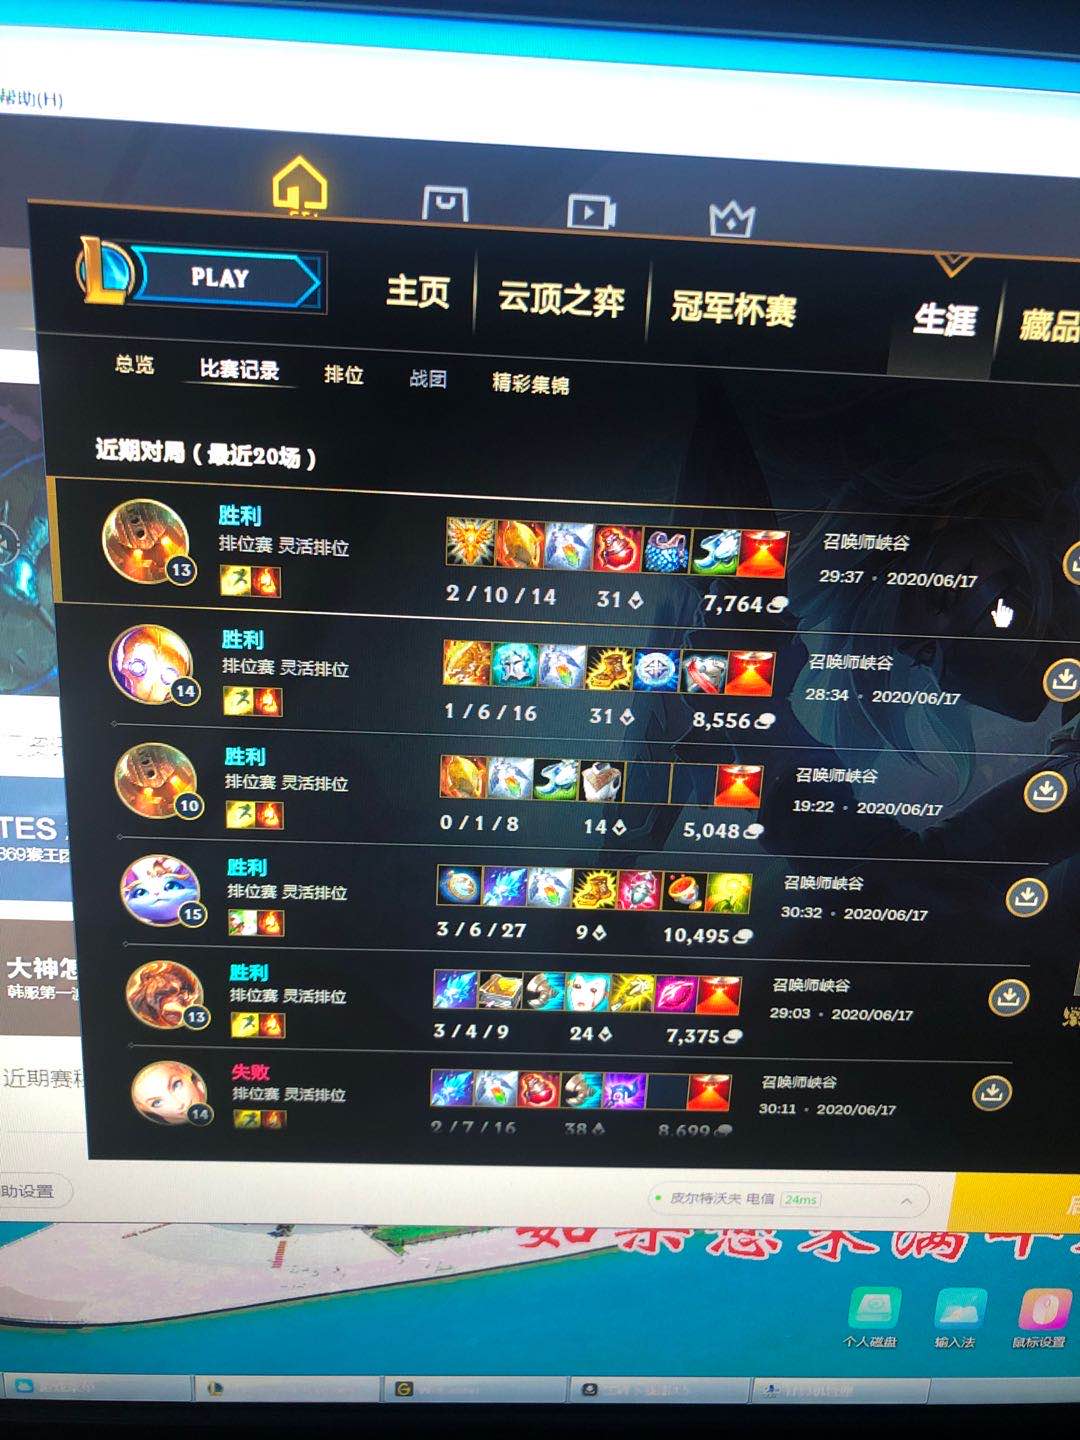 帮助(H)
PLAY
主页
云顶之弈
冠军杯赛
生涯
藏品
总览
比赛记录
排位
战团
精彩集锦
近期对局（最近20场）
胜利
排位赛 灵活排位
13
2 / 10 / 14
31
7,764
召唤师峡谷
29:37 • 2020/06/17
胜利
排位赛 灵活排位
14
1 / 6 / 16
31
8,556
召唤师峡谷
28:34 • 2020/06/17
胜利
排位赛 灵活排位
10
0 / 1 / 8
14
5,048
召唤师峡谷
19:22 • 2020/06/17
胜利
排位赛 灵活排位
15
3 / 6 / 27
9
10,495
召唤师峡谷
30:32 • 2020/06/17
胜利
排位赛 灵活排位
13
3 / 4 / 9
24
7,375
召唤师峡谷
29:03 • 2020/06/17
失败
排位赛 灵活排位
14
2 / 7 / 16
38
8,699
召唤师峡谷
30:11 • 2020/06/17
TES
369猴王
大神怎
韩服第一
近期赛
助设置
皮尔特沃夫 电信 24ms
如果想来满
个人磁盘
输入法
鼠标设置